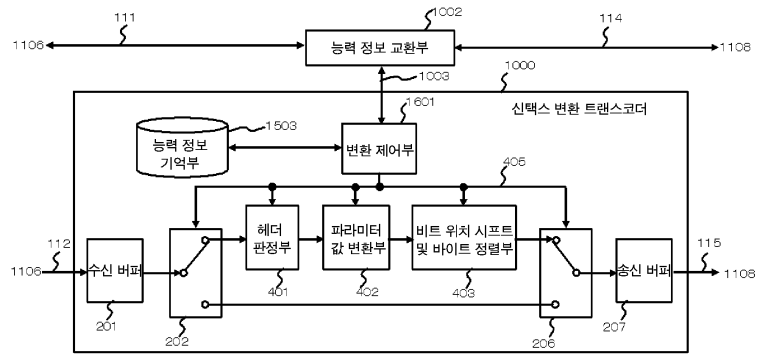 1002
111
114
1106
능력 정보 교환부
1108
1003
1000
1503
1601
신택스 변환 트랜스코더
능력 정보
기억부
변환 제어부
405
112
115
헤더
판정부
파라미터
값 변환부
비트 위치 시프트
및 바이트 정렬부
1106
수신 버퍼
송신 버퍼
1108
401
402
403
201
202
206
207